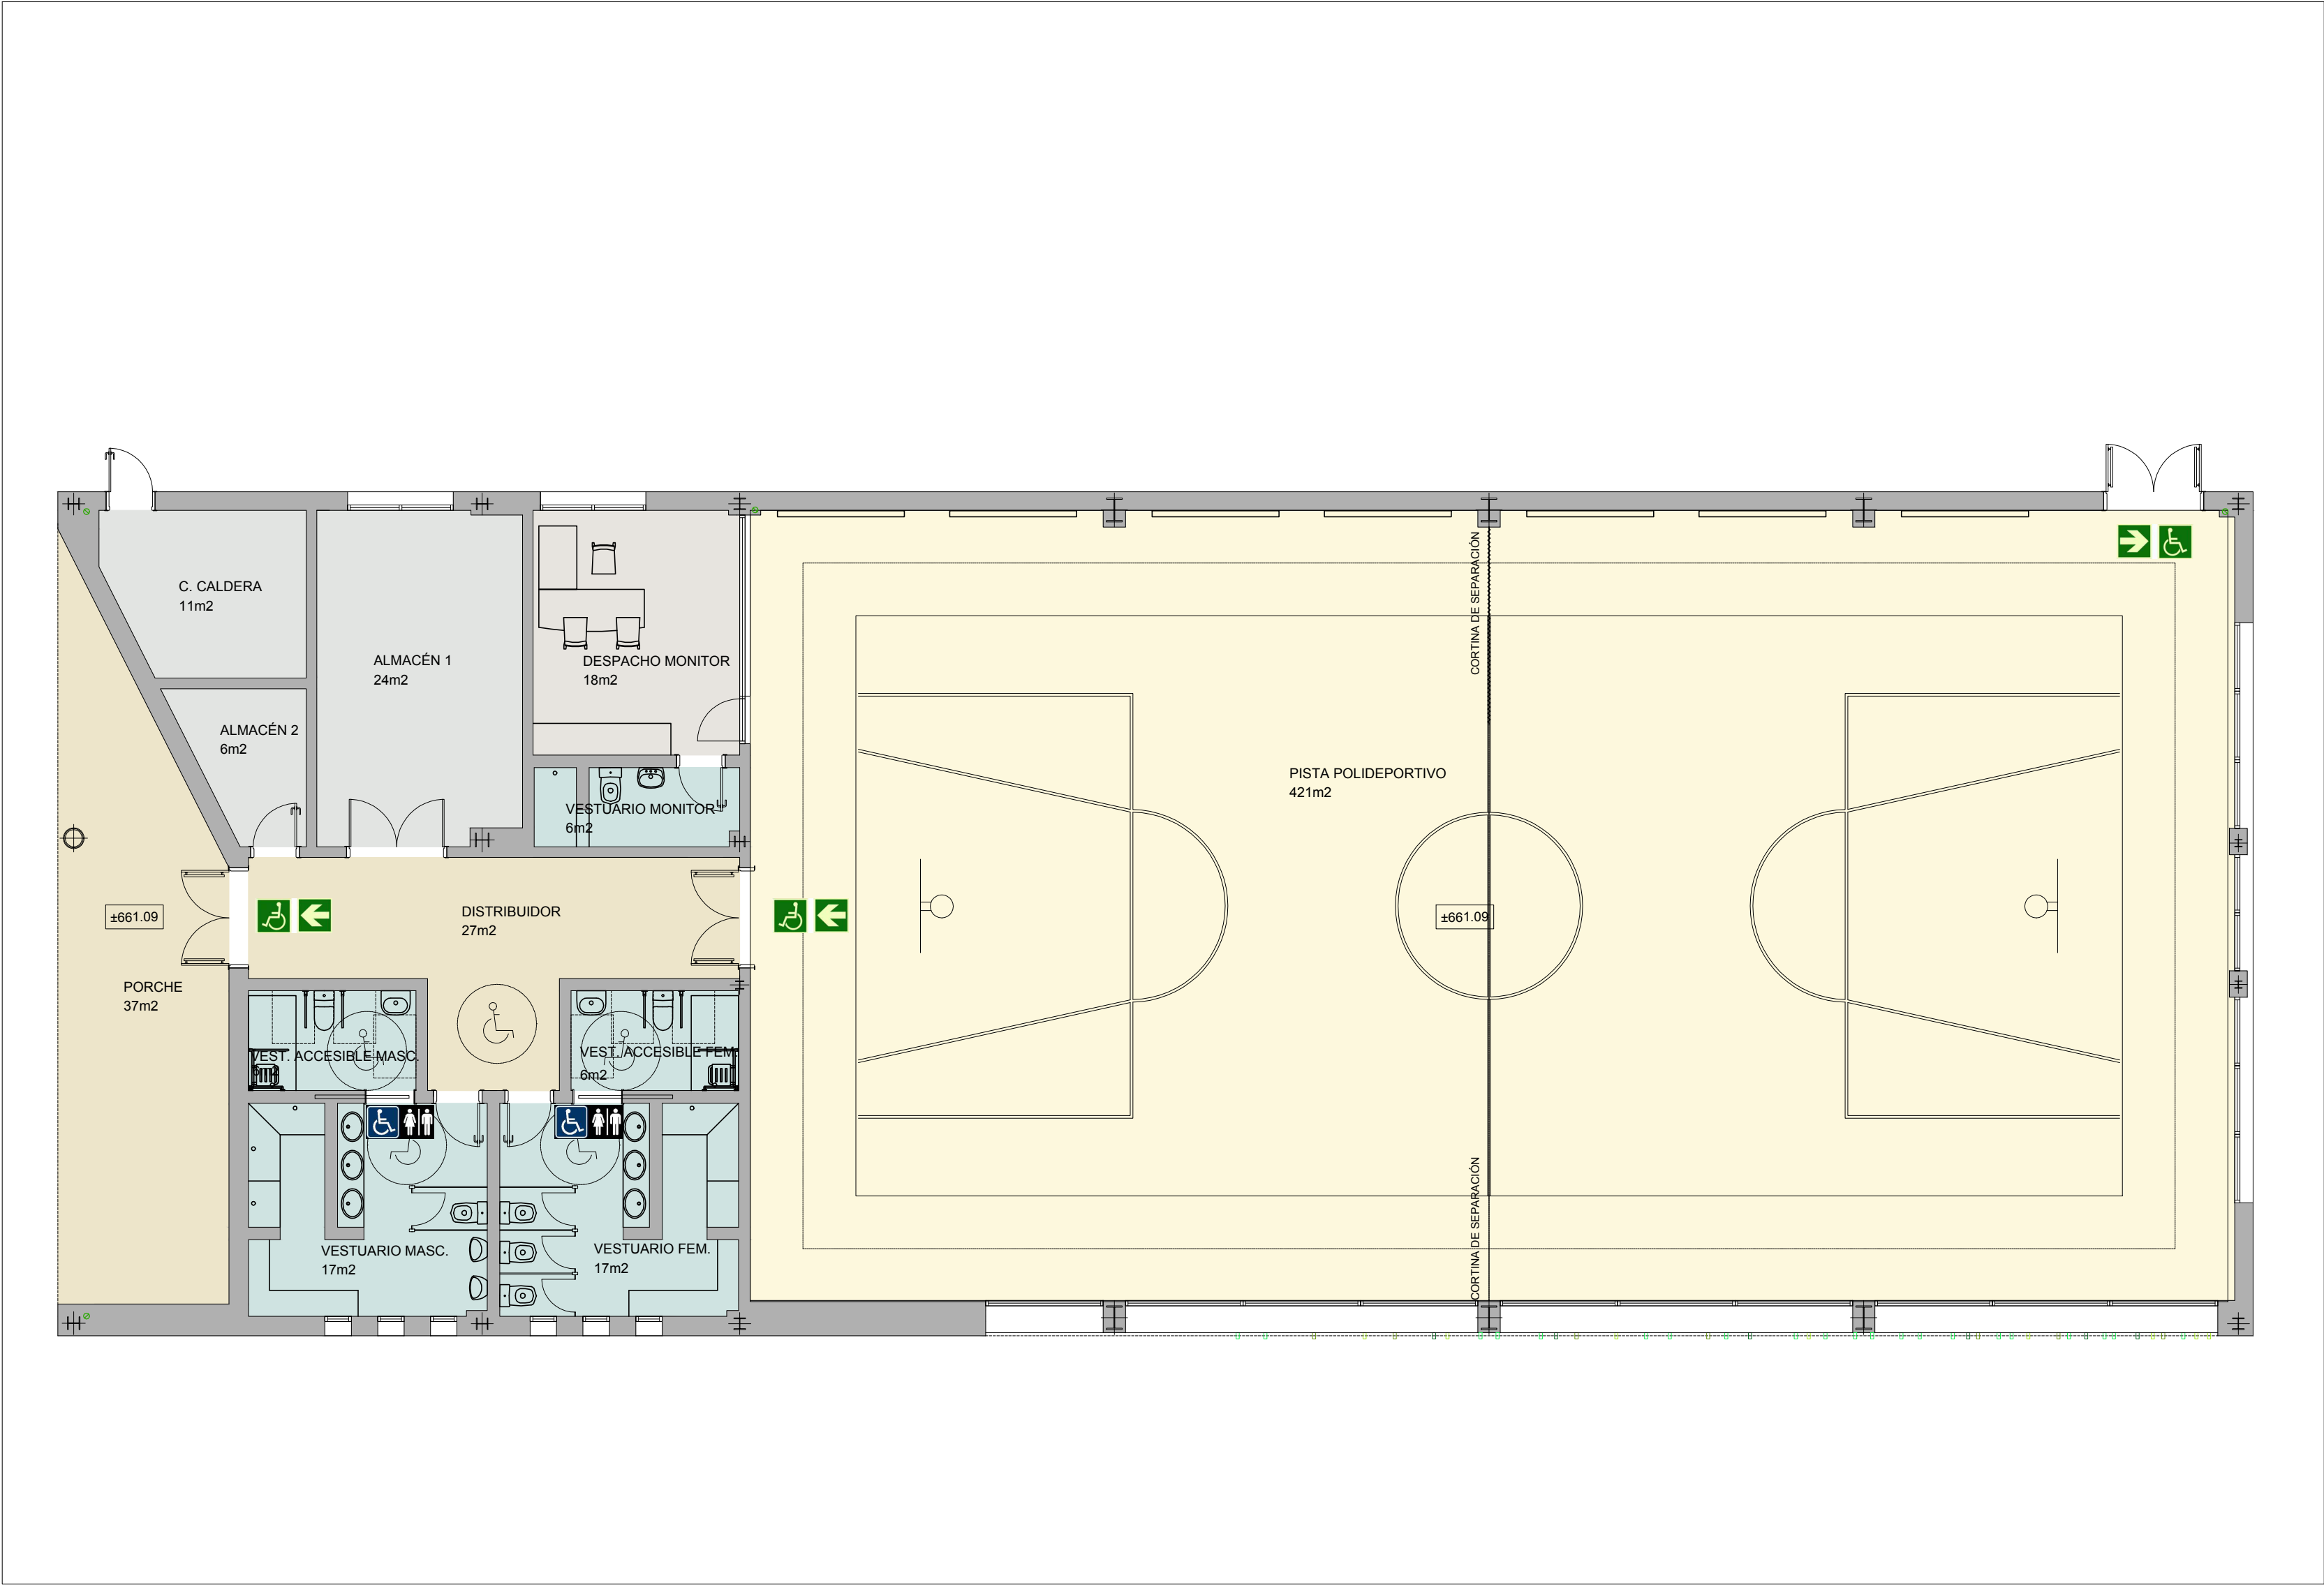 C. CALDERA
11m2
ALMACÉN 1
24m2
DESPACHO MONITOR
18m2
ALMACÉN 2
6m2
VESTUARIO MONITOR
6m2
CORTINA DE SEPARACIÓN
PISTA POLIDEPORTIVO
421m2
±661.09
DISTRIBUIDOR
27m2
±661.09
PORCHE
37m2
VEST. ACCESIBLE MASC.
VEST. ACCESIBLE FEM.
6m2
VESTUARIO MASC.
17m2
VESTUARIO FEM.
17m2
CORTINA DE SEPARACIÓN